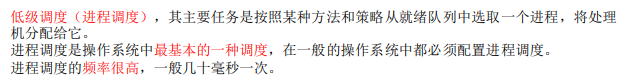 低级调度（进程调度），其主要任务是按照某种方法和策略从就绪队列中选取一个进程，将处理
机分配给它。
进程调度是操作系统中最基本的一种调度，在一般的操作系统中都必须配置进程调度。
进程调度的频率很高，一般几十毫秒一次。